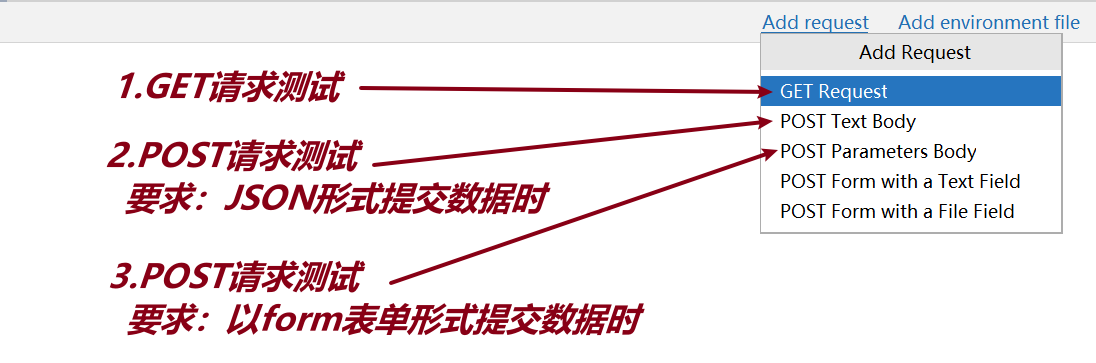 Add request Add environment file
Add Request
1.GET请求测试
GET Request
2.POST请求测试
要求：JSON形式提交数据时
POST Text Body
3.POST请求测试
要求：以form表单形式提交数据时
POST Parameters Body
POST Form with a Text Field
POST Form with a File Field